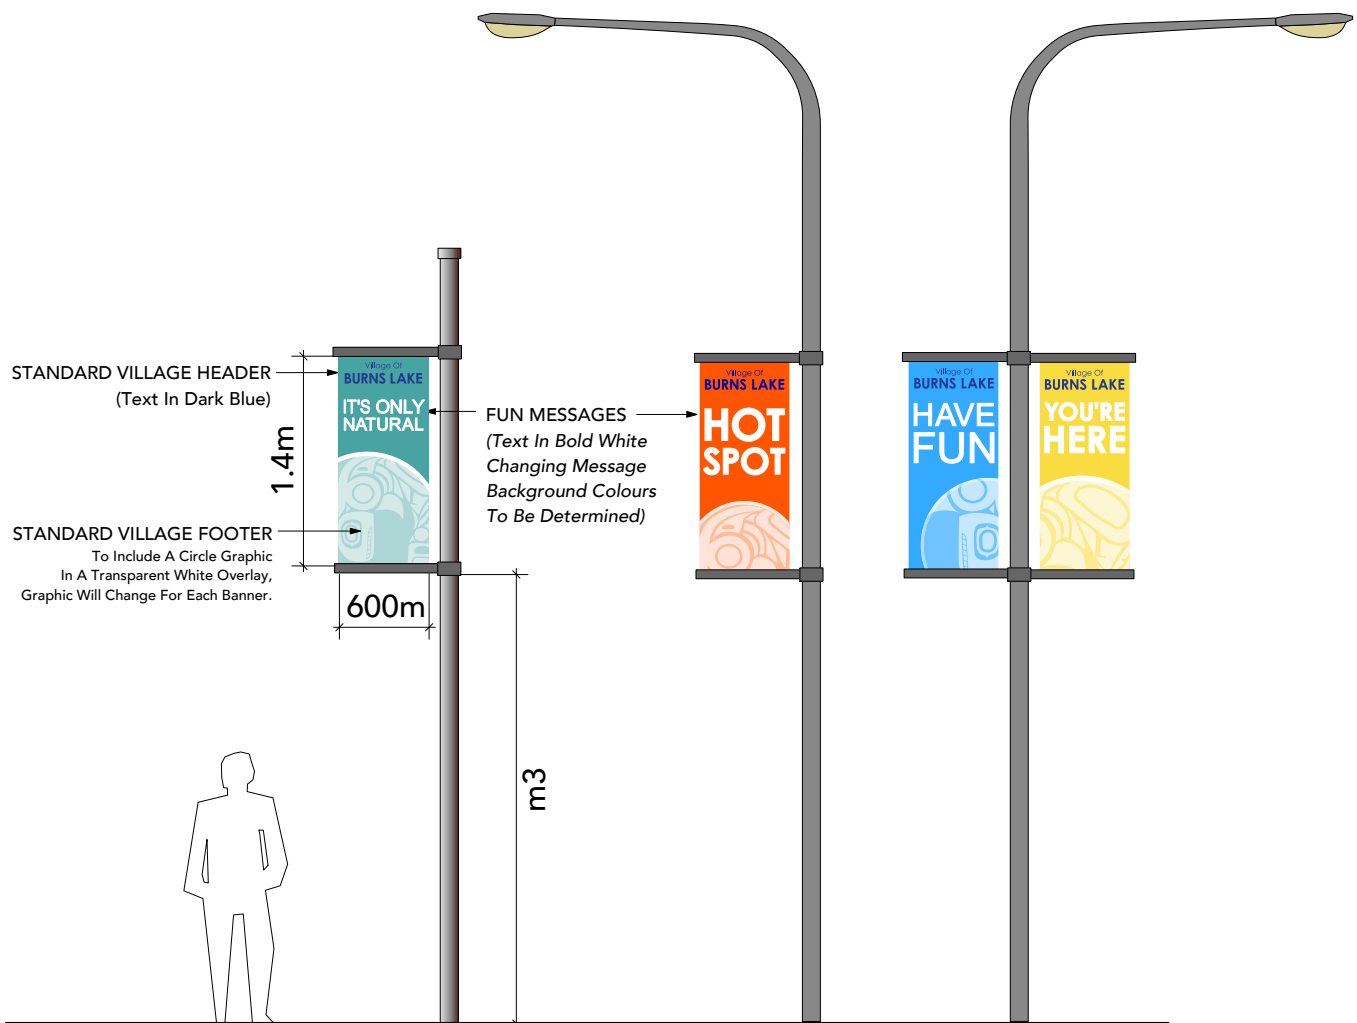 STANDARD VILLAGE HEADER
(Text In Dark Blue)
1.4m
STANDARD VILLAGE FOOTER
To Include A Circle Graphic
In A Transparent White Overlay,
Graphic Will Change For Each Banner.
Village Of
BURNS LAKE
IT'S ONLY
NATURAL
600m
m3
FUN MESSAGES
(Text In Bold White
Changing Message
Background Colours
To Be Determined)
Village Of
BURNS LAKE
HOT
SPOT
Village Of
BURNS LAKE
HAVE
FUN
Village Of
BURNS LAKE
YOU'RE
HERE